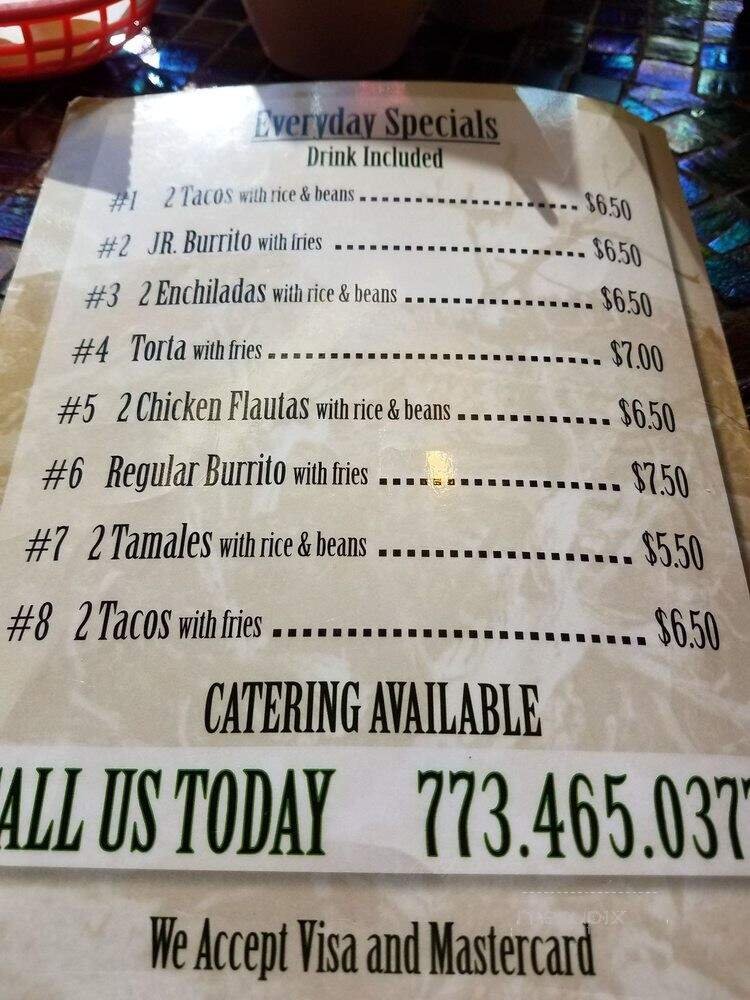 Everyday Specials
Drink Included
#1 2 Tacos with rice & beans $6.50
#2 JR. Burrito with fries $6.50
#3 2 Enchiladas with rice & beans $6.50
#4 Torta with fries $7.00
#5 2 Chicken Flautas with rice & beans $6.50
#6 Regular Burrito with fries $7.50
#7 2 Tamales with rice & beans $5.50
#8 2 Tacos with fries $6.50
CATERING AVAILABLE
ALL US TODAY 773.465.037
We Accept Visa and Mastercard